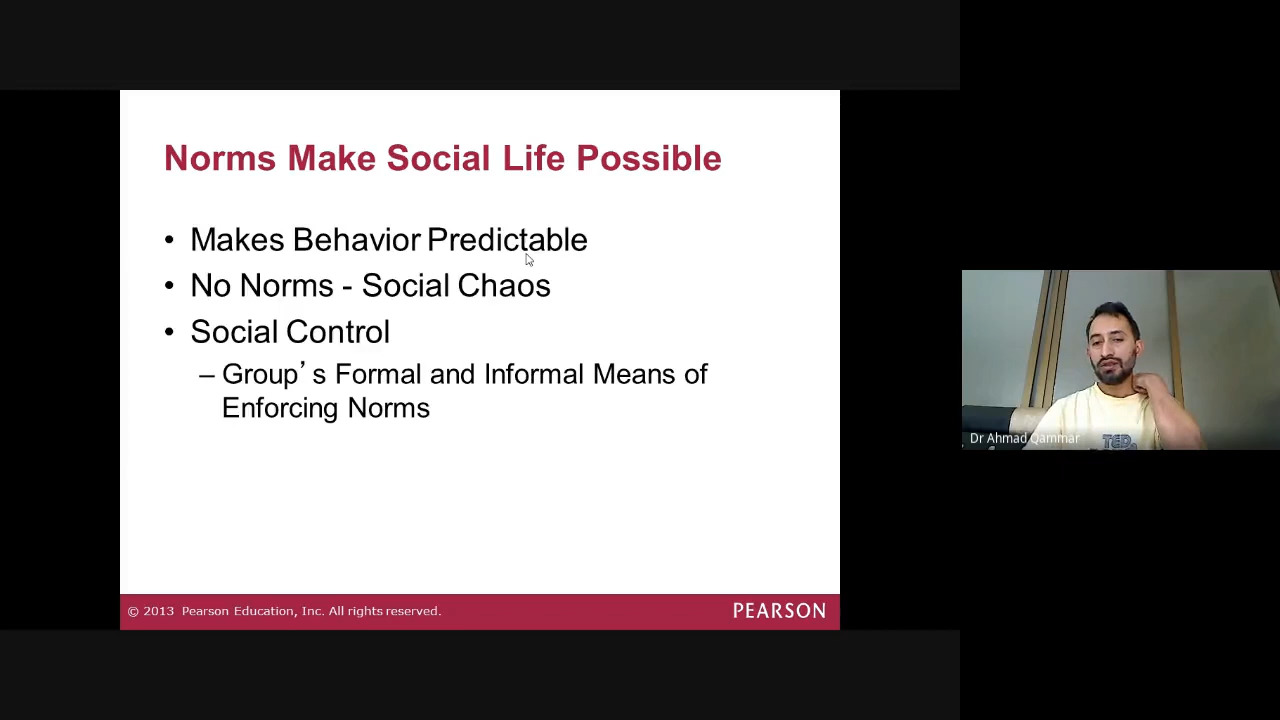 Norms Make Social Life Possible
• Makes Behavior Predictable
• No Norms - Social Chaos
• Social Control
– Group’s Formal and Informal Means of
Enforcing Norms
© 2013 Pearson Education, Inc. All rights reserved.
PEARSON
Dr Ahmad Qammar
TED